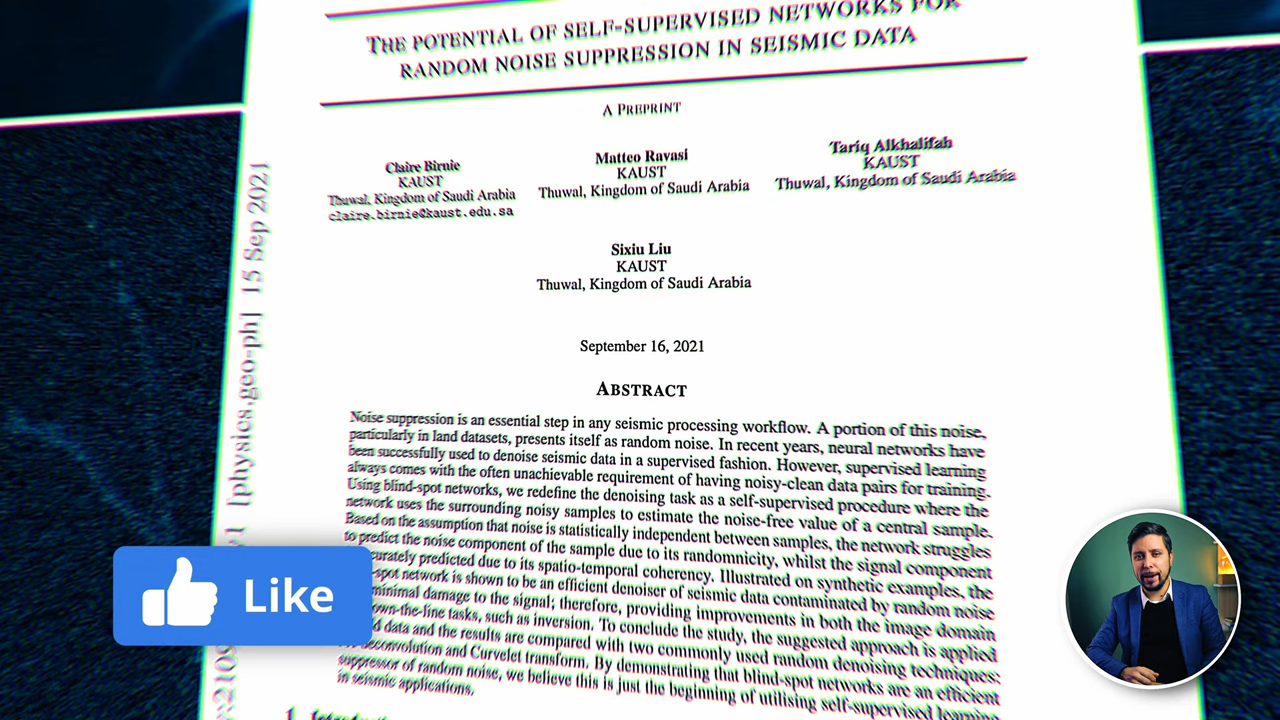 THE POTENTIAL OF SELF-SUPERVISED NETWORKS FOR
RANDOM NOISE SUPPRESSION IN SEISMIC DATA
A PREPRINT
Claire Birnie
KAUST
Thuwal, Kingdom of Saudi Arabia
claire.birnie@kaust.edu.sa
Matteo Ravasi
KAUST
Thuwal, Kingdom of Saudi Arabia
Tariq Alkhalifah
KAUST
Thuwal, Kingdom of Saudi Arabia
Sixiu Liu
KAUST
Thuwal, Kingdom of Saudi Arabia
September 16, 2021
ABSTRACT
Noise suppression is an essential step in any seismic processing workflow. A portion of this noise,
particularly in land datasets, presents itself as random noise. In recent years, neural networks have
been successfully used to denoise seismic data in a supervised fashion. However, supervised learning
always comes with the often unachievable requirement of having noisy-clean data pairs for training.
Using blind-spot networks, we redefine the denoising task as a self-supervised procedure where the
network uses the surrounding noisy samples to estimate the noise-free value of a central sample.
Based on the assumption that noise is statistically independent between samples, the network struggles
to predict the noise component of the sample due to its randomnicity, whilst the signal component
curately predicted due to its spatio-temporal coherency. Illustrated on synthetic examples, the
-spot network is shown to be an efficient denoiser of seismic data contaminated by random noise
minimal damage to the signal; therefore, providing improvements in both the image domain
own-the-line tasks, such as inversion. To conclude the study, the suggested approach is applied
data and the results are compared with two commonly used random denoising techniques:
deconvolution and Curvelet transform. By demonstrating that blind-spot networks are an efficient
suppressor of random noise, we believe this is just the beginning of utilising self-supervised learning
in seismic applications.
1
[physics.geo-ph] 15 Sep 2021
Like